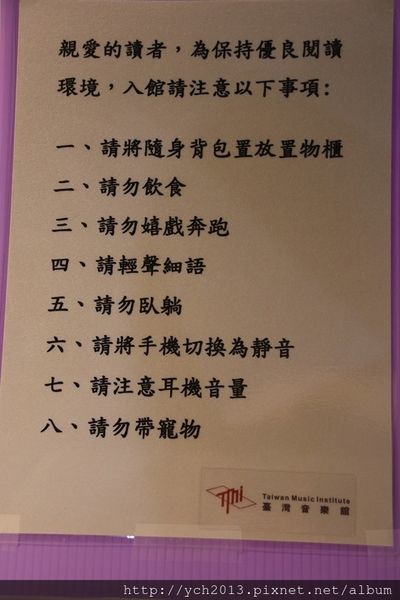 親愛的讀者，為保持優良閱讀
環境，入館請注意以下事項:
一、請將隨身背包置放置物櫃
二、請勿飲食
三、請勿嬉戲奔跑
四、請輕聲細語
五、請勿臥躺
六、請將手機切換為靜音
七、請注意耳機音量
八、請勿帶寵物
TMI
Taiwan Music Institute
臺灣音樂館
http://ych2013.pixnet.net/album